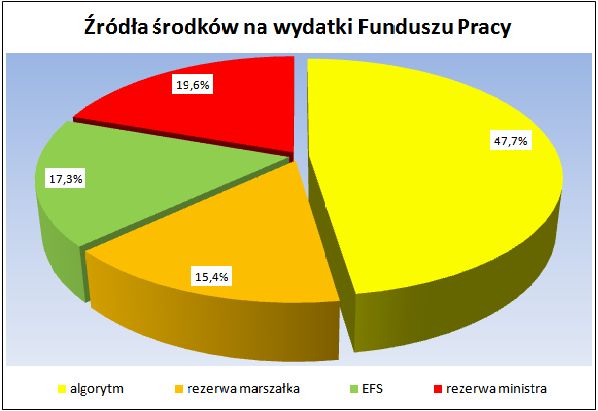 Źródła środków na wydatki Funduszu Pracy
19,6%
47,7%
17,3%
15,4%
algorytm rezerwa marszałka EFS rezerwa ministra